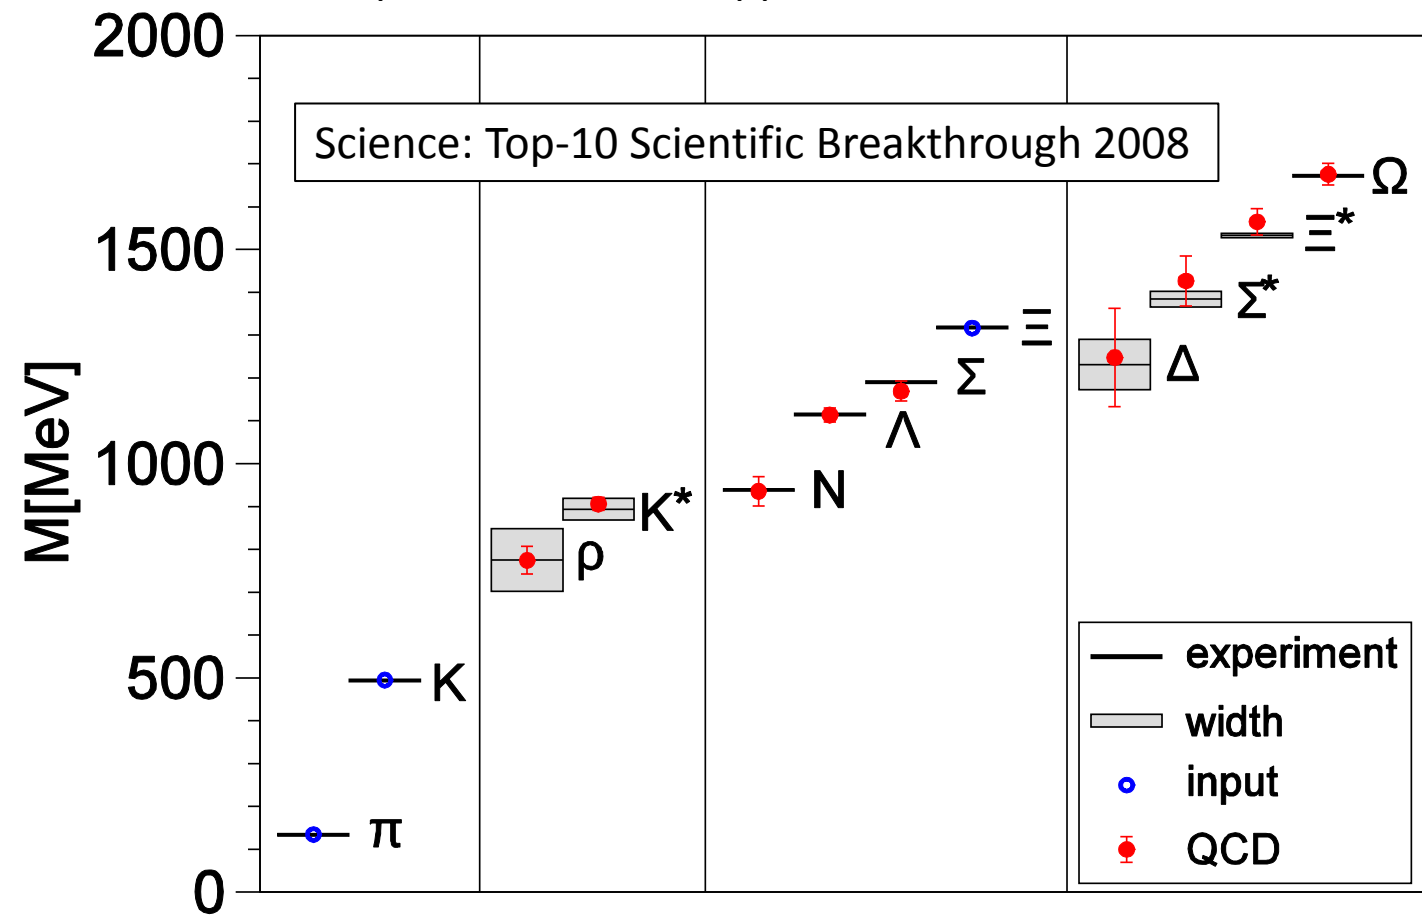 2000
Science: Top-10 Scientific Breakthrough 2008
Ω
Ξ*
1500
Σ*
Ξ
Δ
Σ
Λ
M[MeV]
1000
N
K*
ρ
500
K
π
0
experiment
width
input
QCD